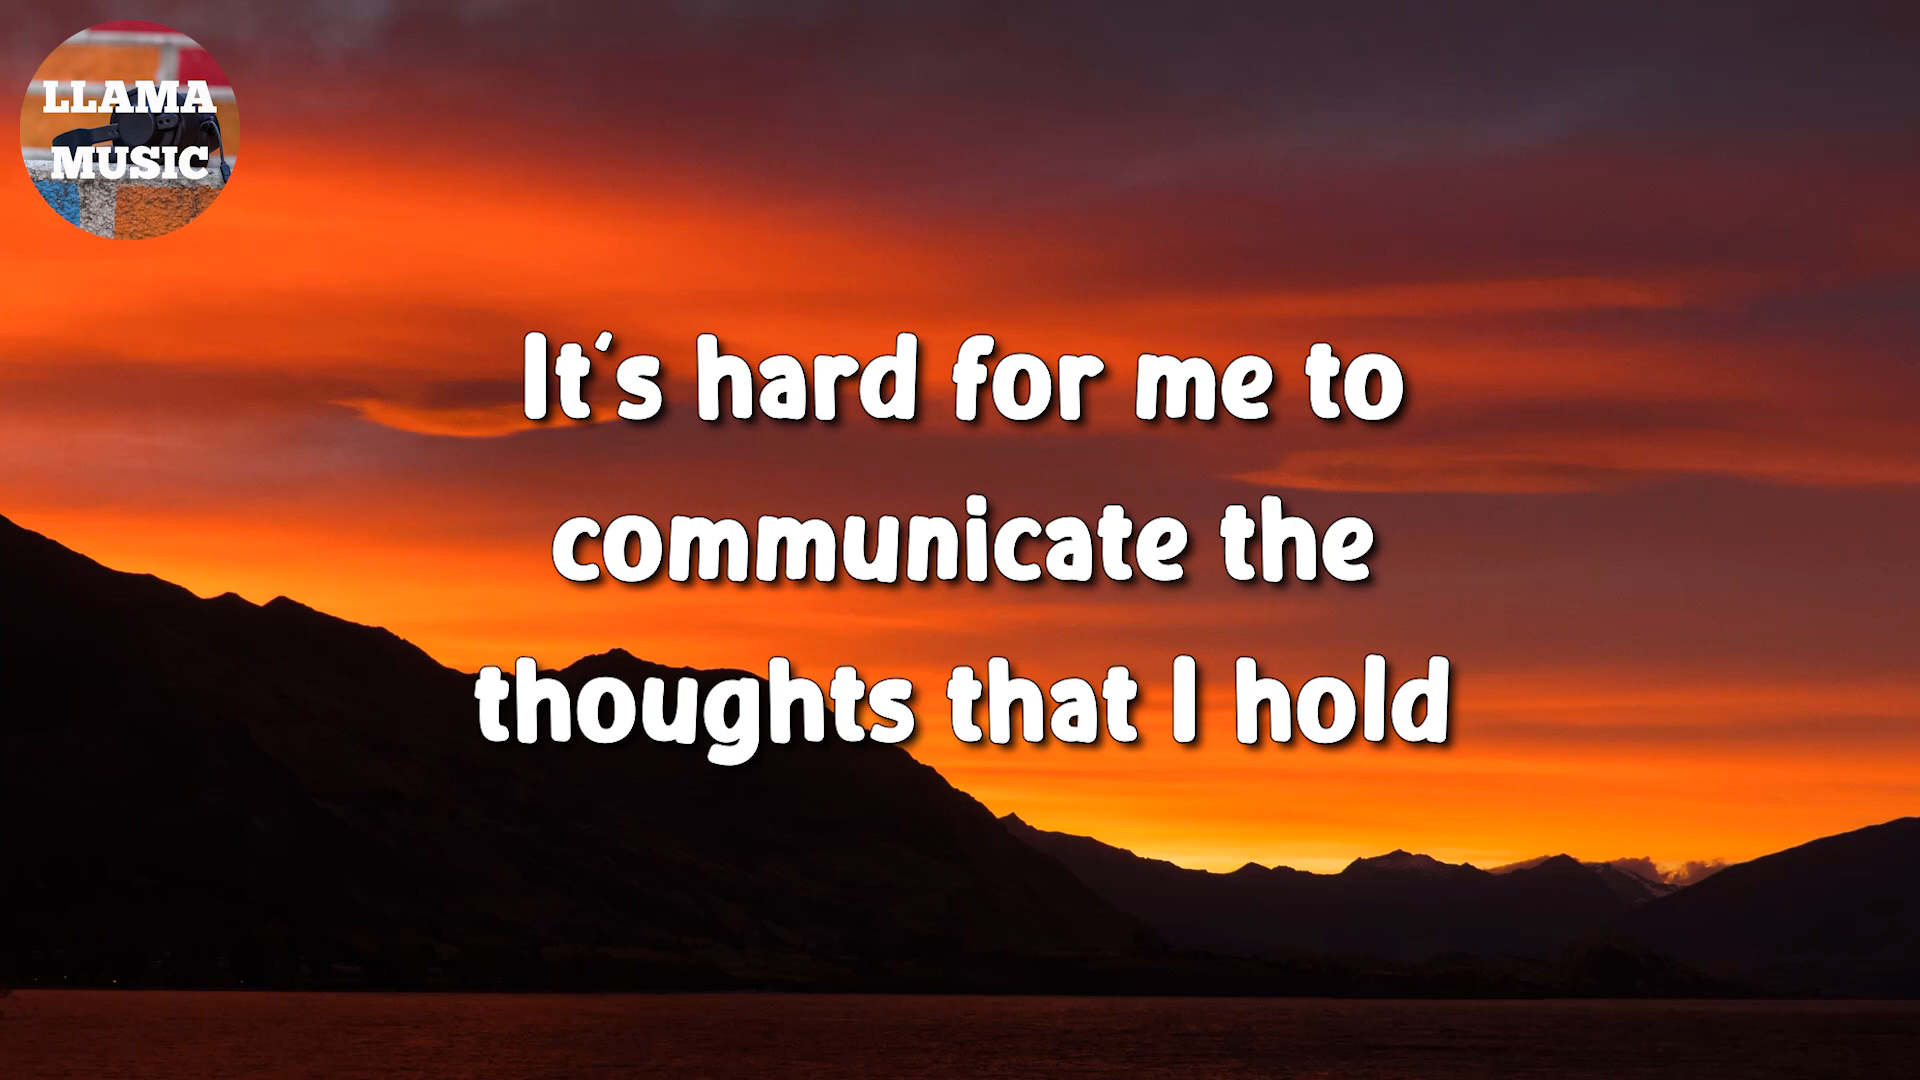 LLAMA
MUSIC
It's hard for me to
communicate the
thoughts that I hold